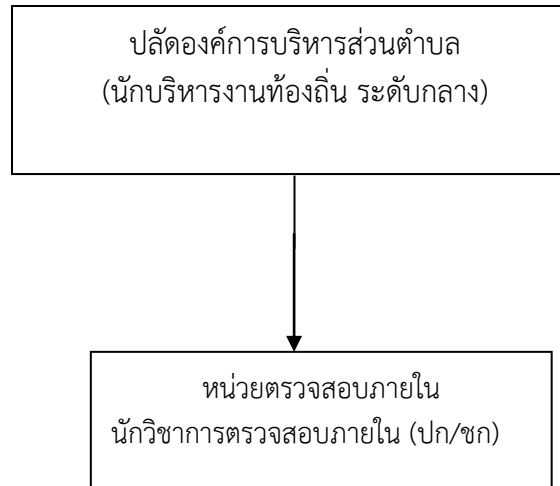 ปลัดองค์การบริหารส่วนตำบล
(นักบริหารงานท้องถิ่น ระดับกลาง)
หน่วยตรวจสอบภายใน
นักวิชาการตรวจสอบภายใน (ปก/ชก)